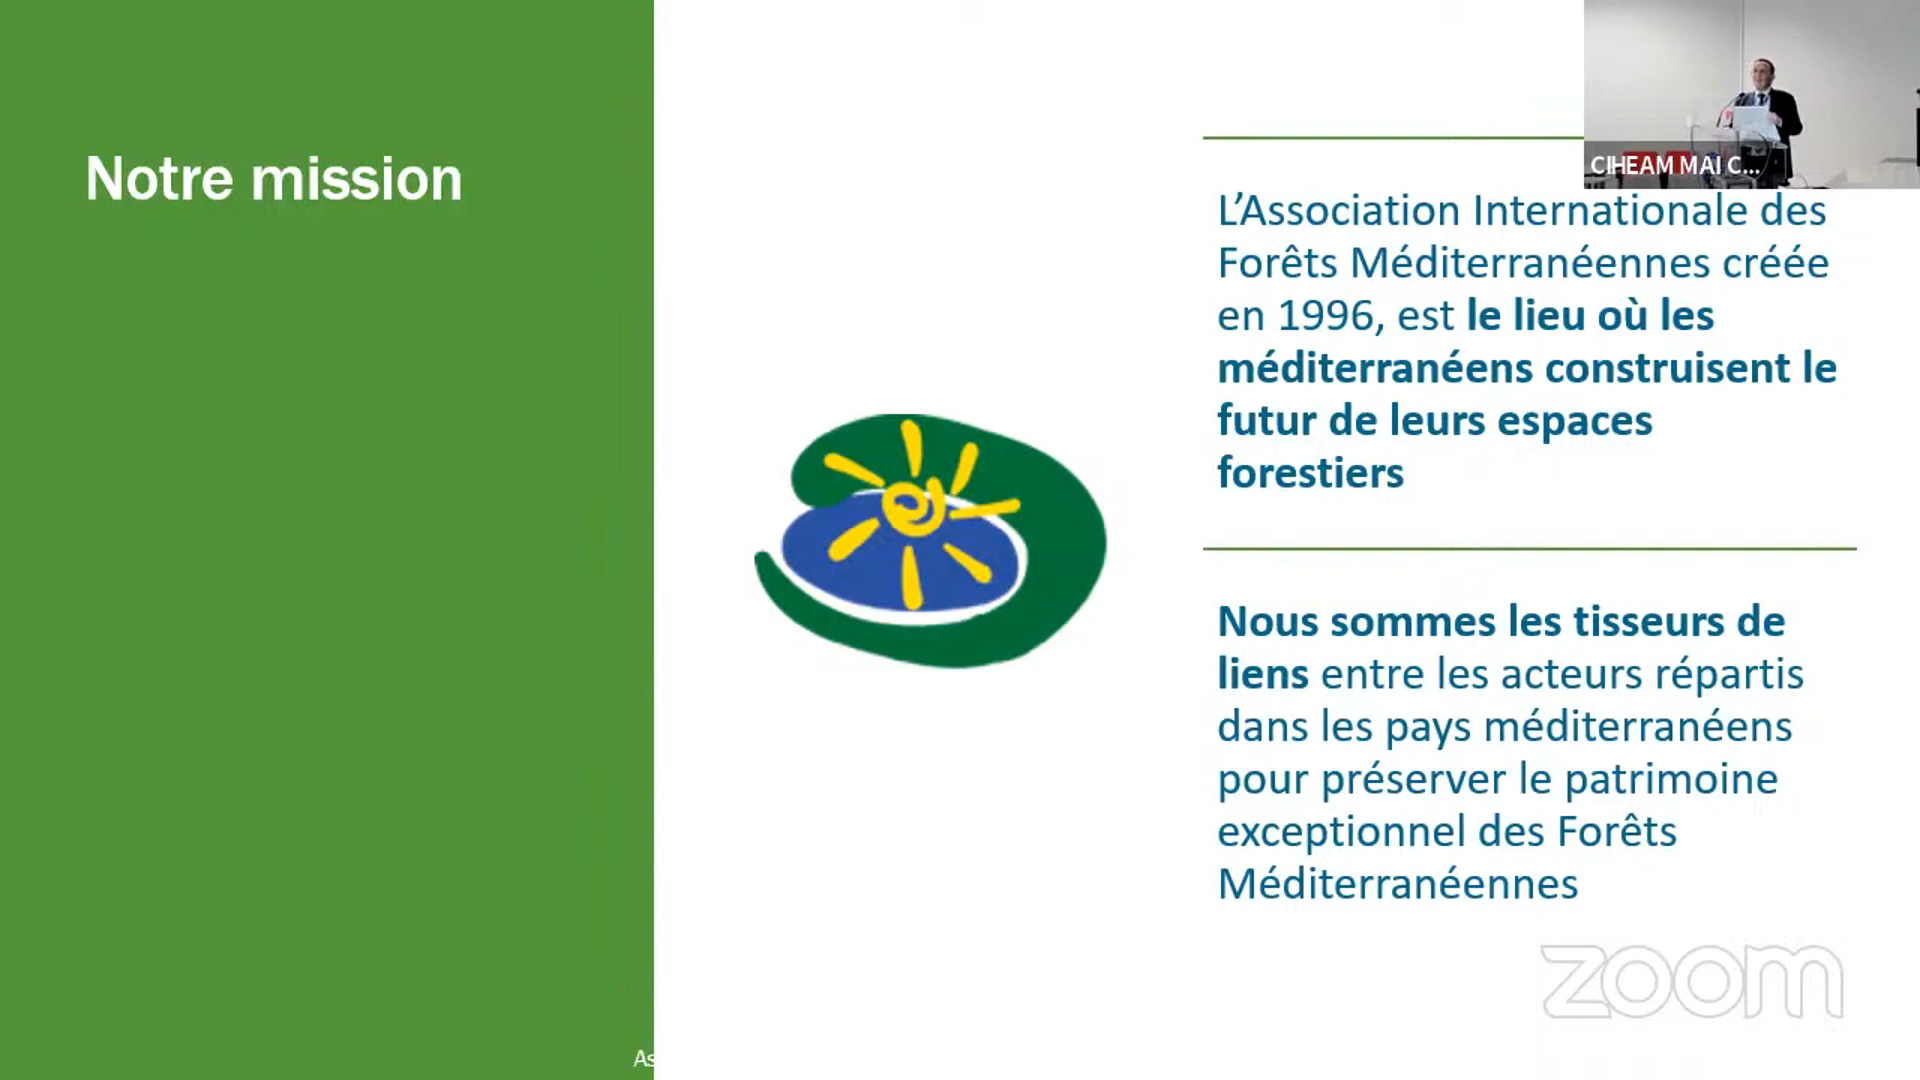 Notre mission
CIHEAM MAI C...
L’Association Internationale des
Forêts Méditerranéennes créée
en 1996, est le lieu où les
méditerranéens construisent le
futur de leurs espaces
forestiers
Nous sommes les tisseurs de
liens entre les acteurs répartis
dans les pays méditerranéens
pour préserver le patrimoine
exceptionnel des Forêts
Méditerranéennes
zoom
As